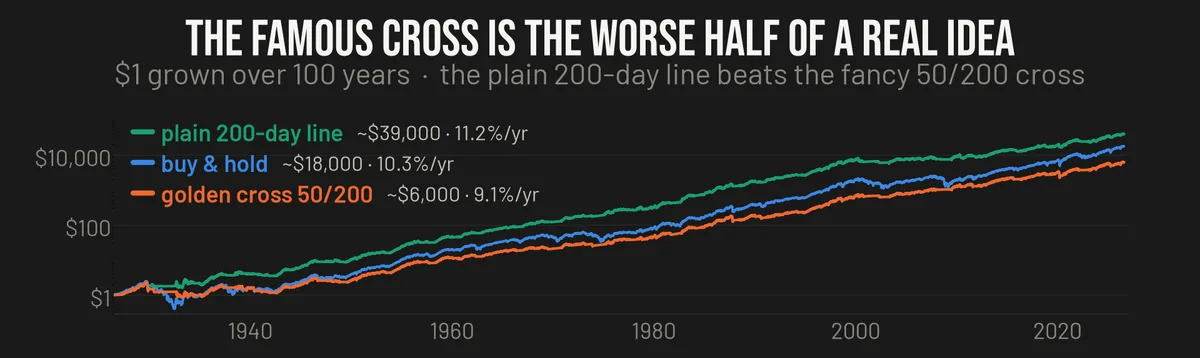 THE FAMOUS CROSS IS THE WORSE HALF OF A REAL IDEA
$1 grown over 100 years · the plain 200-day line beats the fancy 50/200 cross
plain 200-day line ~$39,000 · 11.2%/yr
$10,000
buy & hold ~$18,000 · 10.3%/yr
golden cross 50/200 ~$6,000 · 9.1%/yr
$100
$1
1940 1960 1980 2000 2020